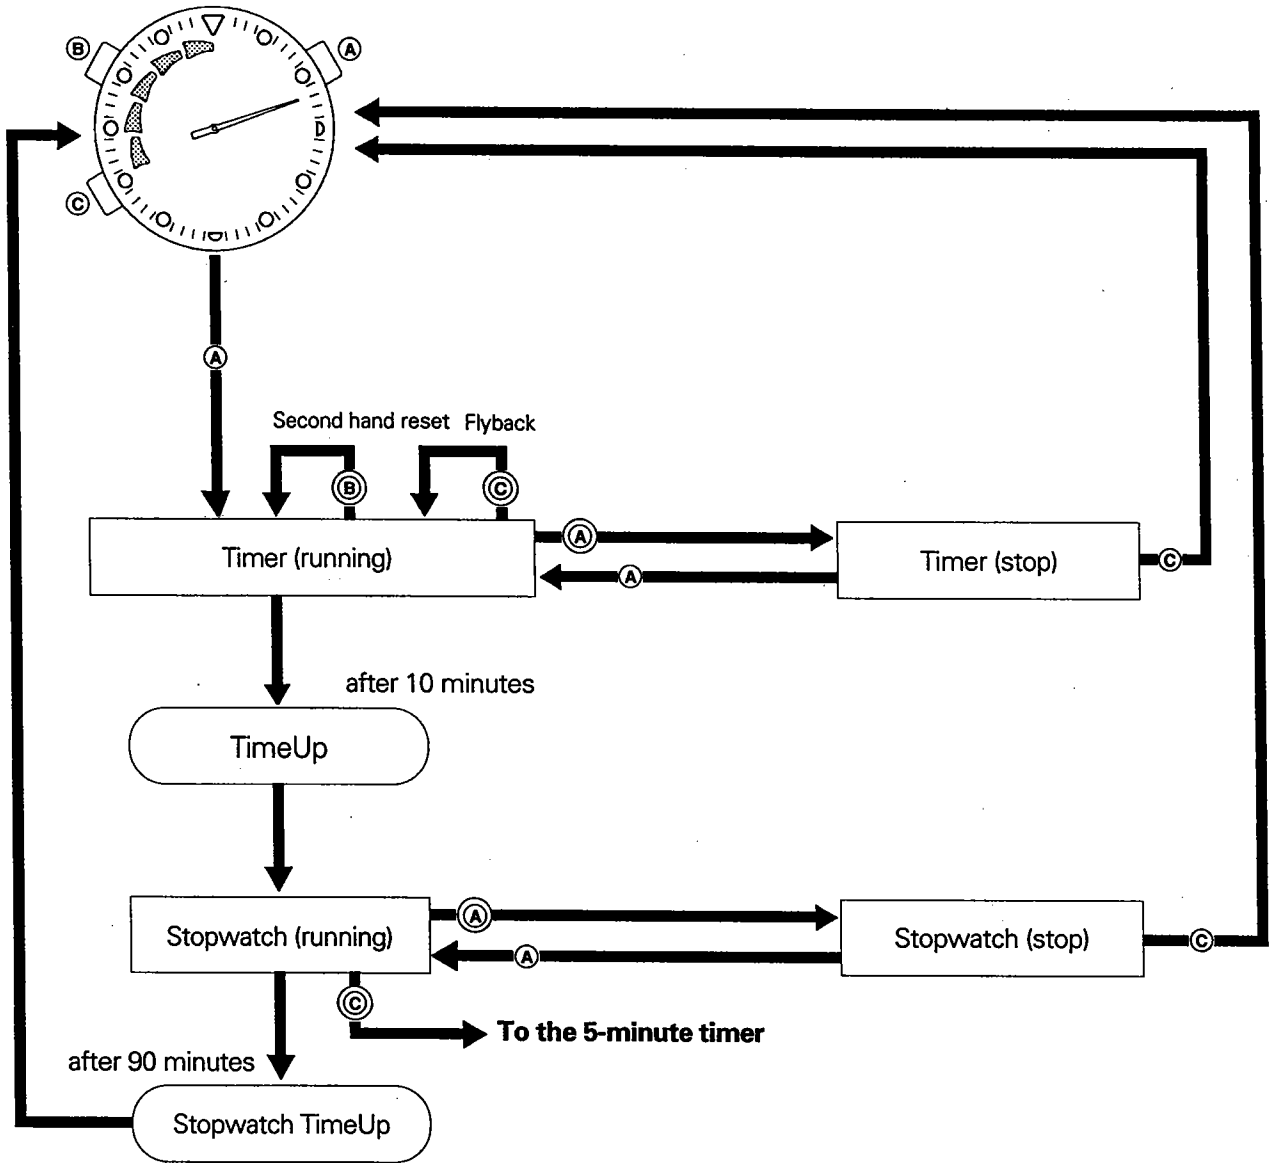 B
A
C
A
Second hand reset Flyback
B
C
A
Timer (running)
Timer (stop)
C
A
after 10 minutes
TimeUp
A
Stopwatch (running)
Stopwatch (stop)
C
A
C
To the 5-minute timer
after 90 minutes
Stopwatch TimeUp